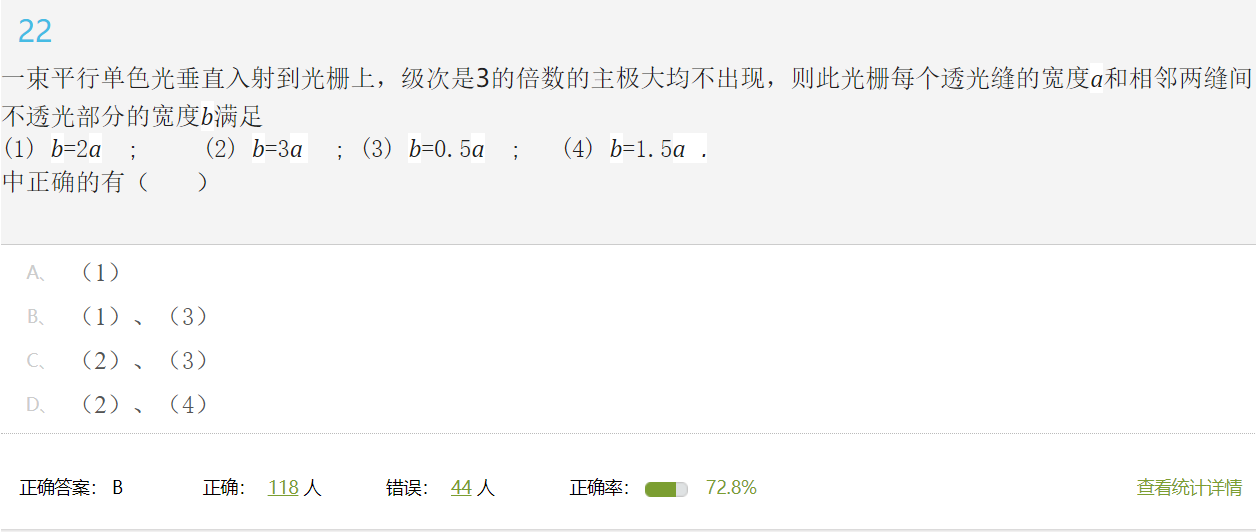 22
一束平行单色光垂直入射到光栅上，级次是3的倍数的主极大均不出现，则此光栅每个透光缝的宽度a和相邻两缝间
不透光部分的宽度b满足
(1) b=2a ; (2) b=3a ; (3) b=0.5a ; (4) b=1.5a .
中正确的有（ ）
A、 （1）
B、 （1）、（3）
C、 （2）、（3）
D、 （2）、（4）
正确答案： B 正确： 118 人 错误： 44 人 正确率： 72.8% 查看统计详情